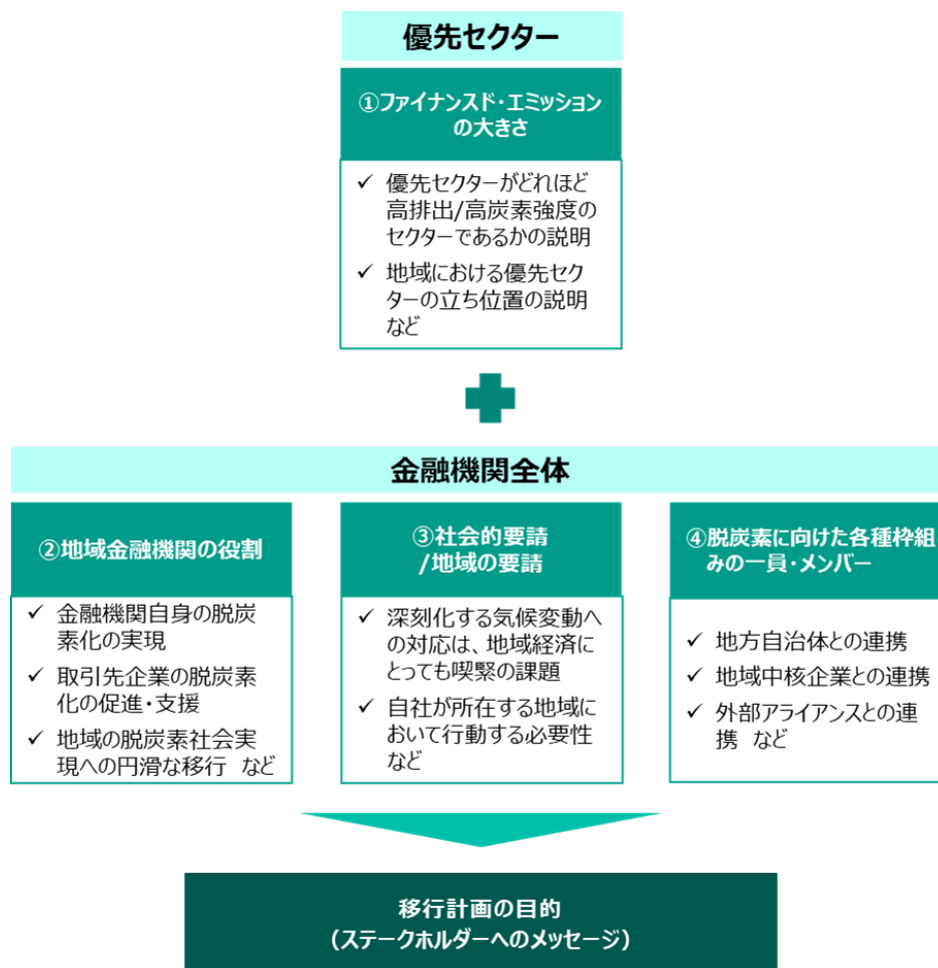 優先セクター
①ファイナンスド・エミッション
の大きさ
✓ 優先セクターがどれほど
高排出/高炭素強度の
セクターであるかの説明
✓ 地域における優先セク
ターの立ち位置の説明
など
金融機関全体
②地域金融機関の役割
✓ 金融機関自身の脱炭
素化の実現
✓ 取引先企業の脱炭素
化の促進・支援
✓ 地域の脱炭素社会実
現への円滑な移行 など
③社会的要請
/地域の要請
✓ 深刻化する気候変動へ
の対応は、地域経済に
とっても喫緊の課題
✓ 自社が所在する地域に
おいて行動する必要性
など
④脱炭素に向けた各種枠組
みの一員・メンバー
✓ 地方自治体との連携
✓ 地域中核企業との連携
✓ 外部アライアンスとの連
携 など
移行計画の目的
(ステークホルダーへのメッセージ)